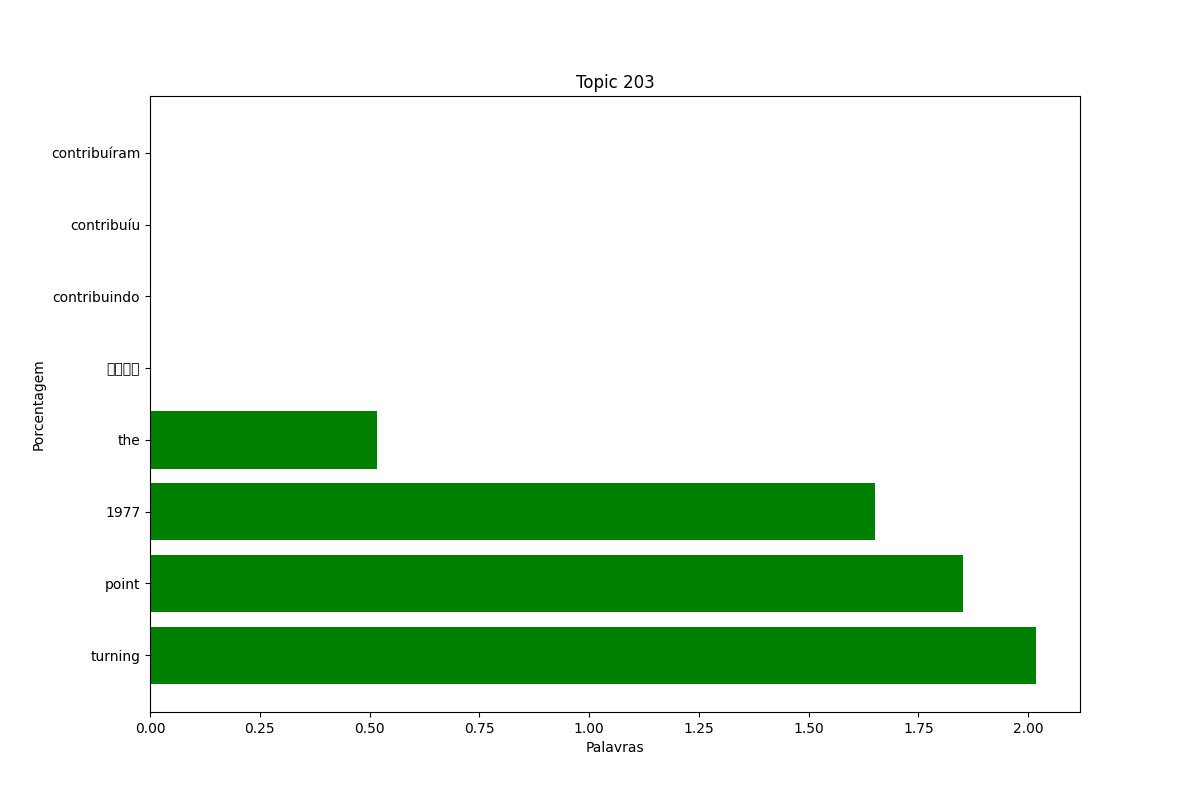 Topic 203
contribuíram
contribuíu
contribuindo
the
1977
point
turning
Porcentagem
0.00 0.25 0.50 0.75 1.00 1.25 1.50 1.75 2.00
Palavras